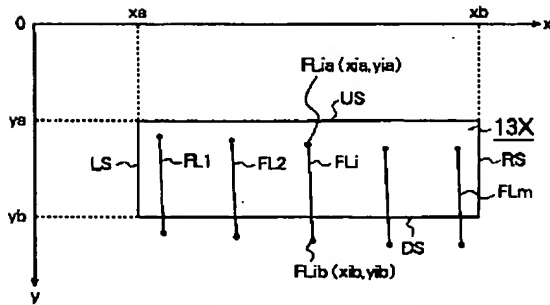 0 xa xb x
FLia (xia, yia)
US
ya
13X
LS FL1 FL2 FLi RS
FLm
yb
DS
FLib (xib, yib)
y